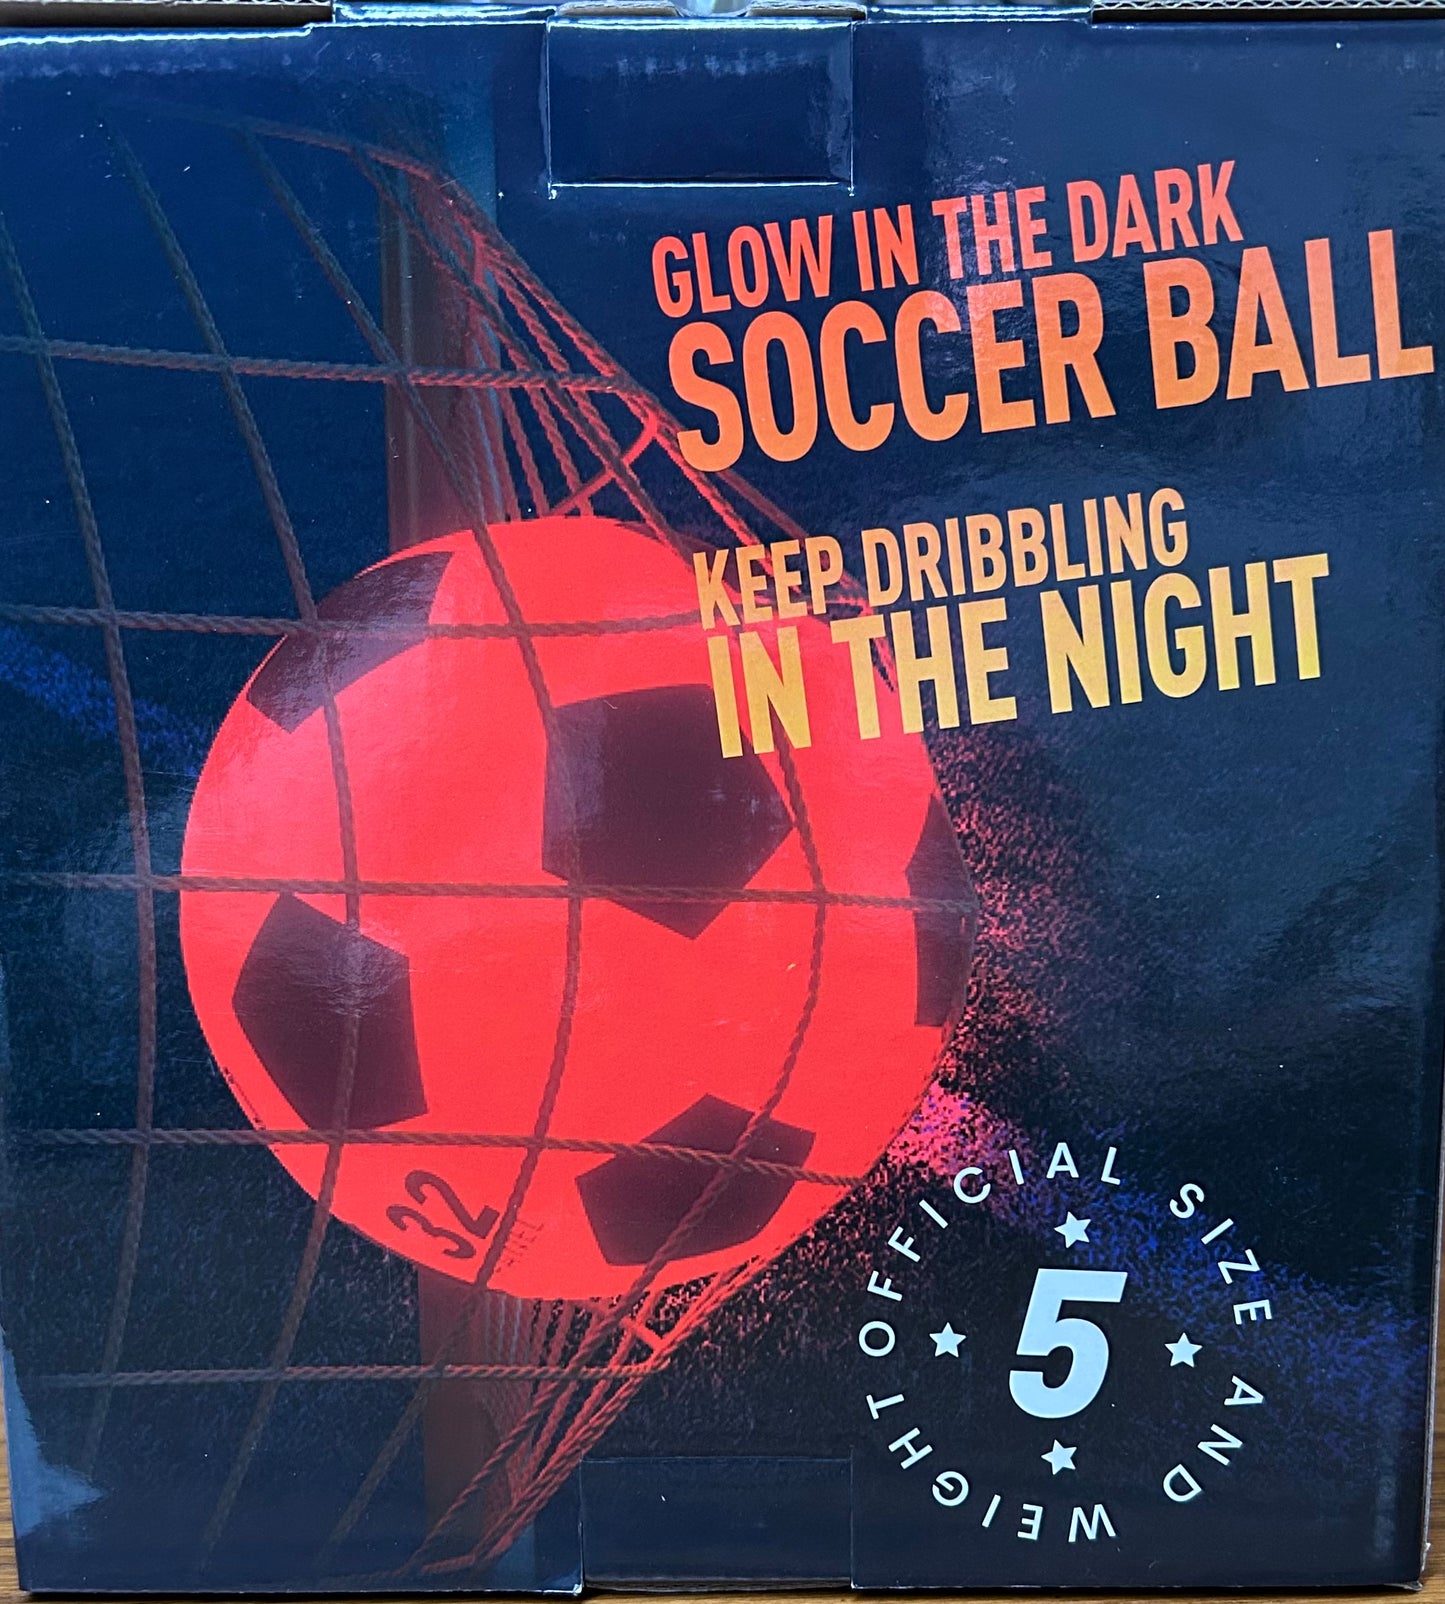 GLOW IN THE DARK
SOCCER BALL
KEEP DRIBBLING
IN THE NIGHT
32
OFFICIAL SIZE AND WEIGHT
5